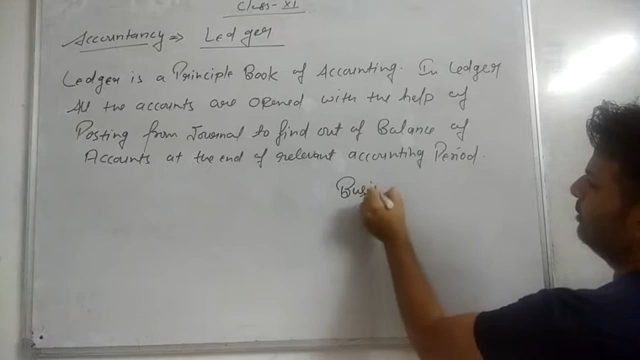 Class-XI
Accountancy ⇒ Ledger
Ledger is a Principle Book of Accounting. In Ledger
All the accounts are opened with the help of
Posting from Journal to find out of Balance of
Accounts at the end of relevant accounting Period.
Busi